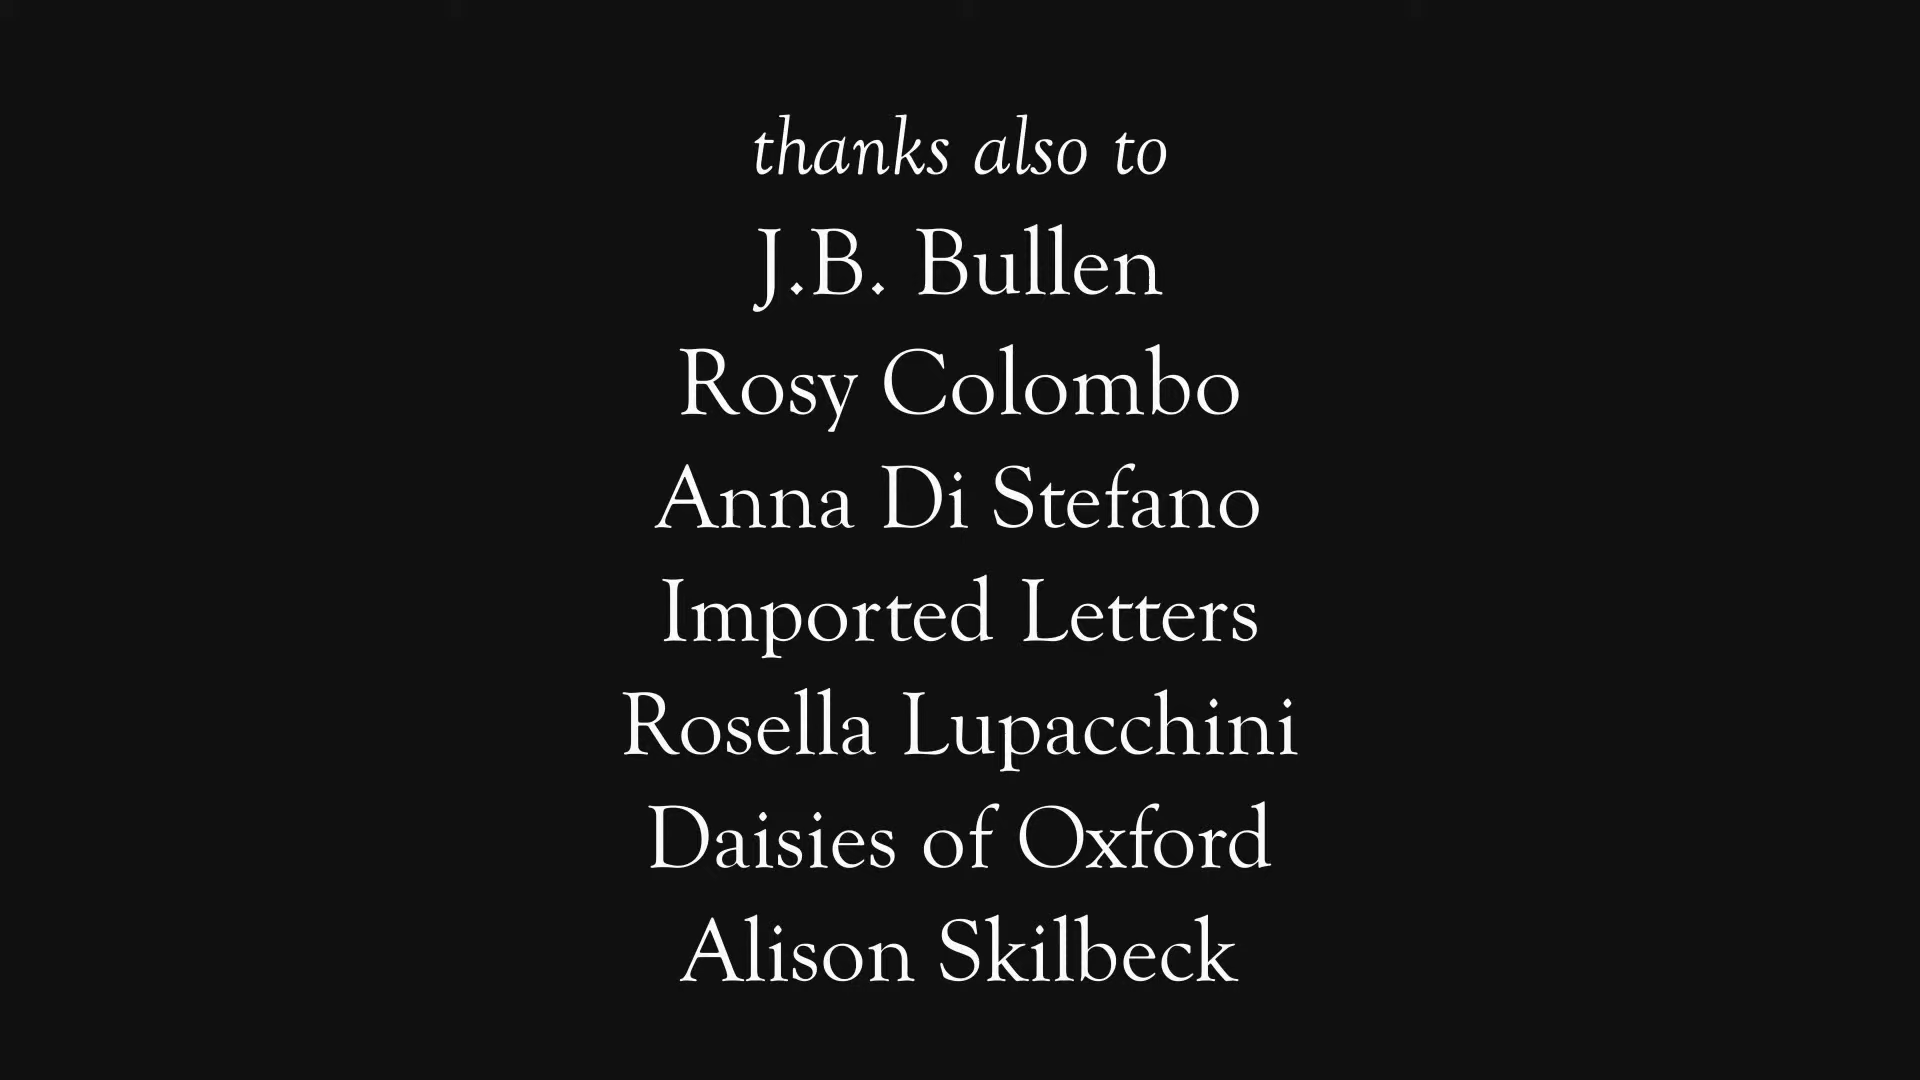 thanks also to
J.B. Bullen
Rosy Colombo
Anna Di Stefano
Imported Letters
Rosella Lupacchini
Daisies of Oxford
Alison Skilbeck